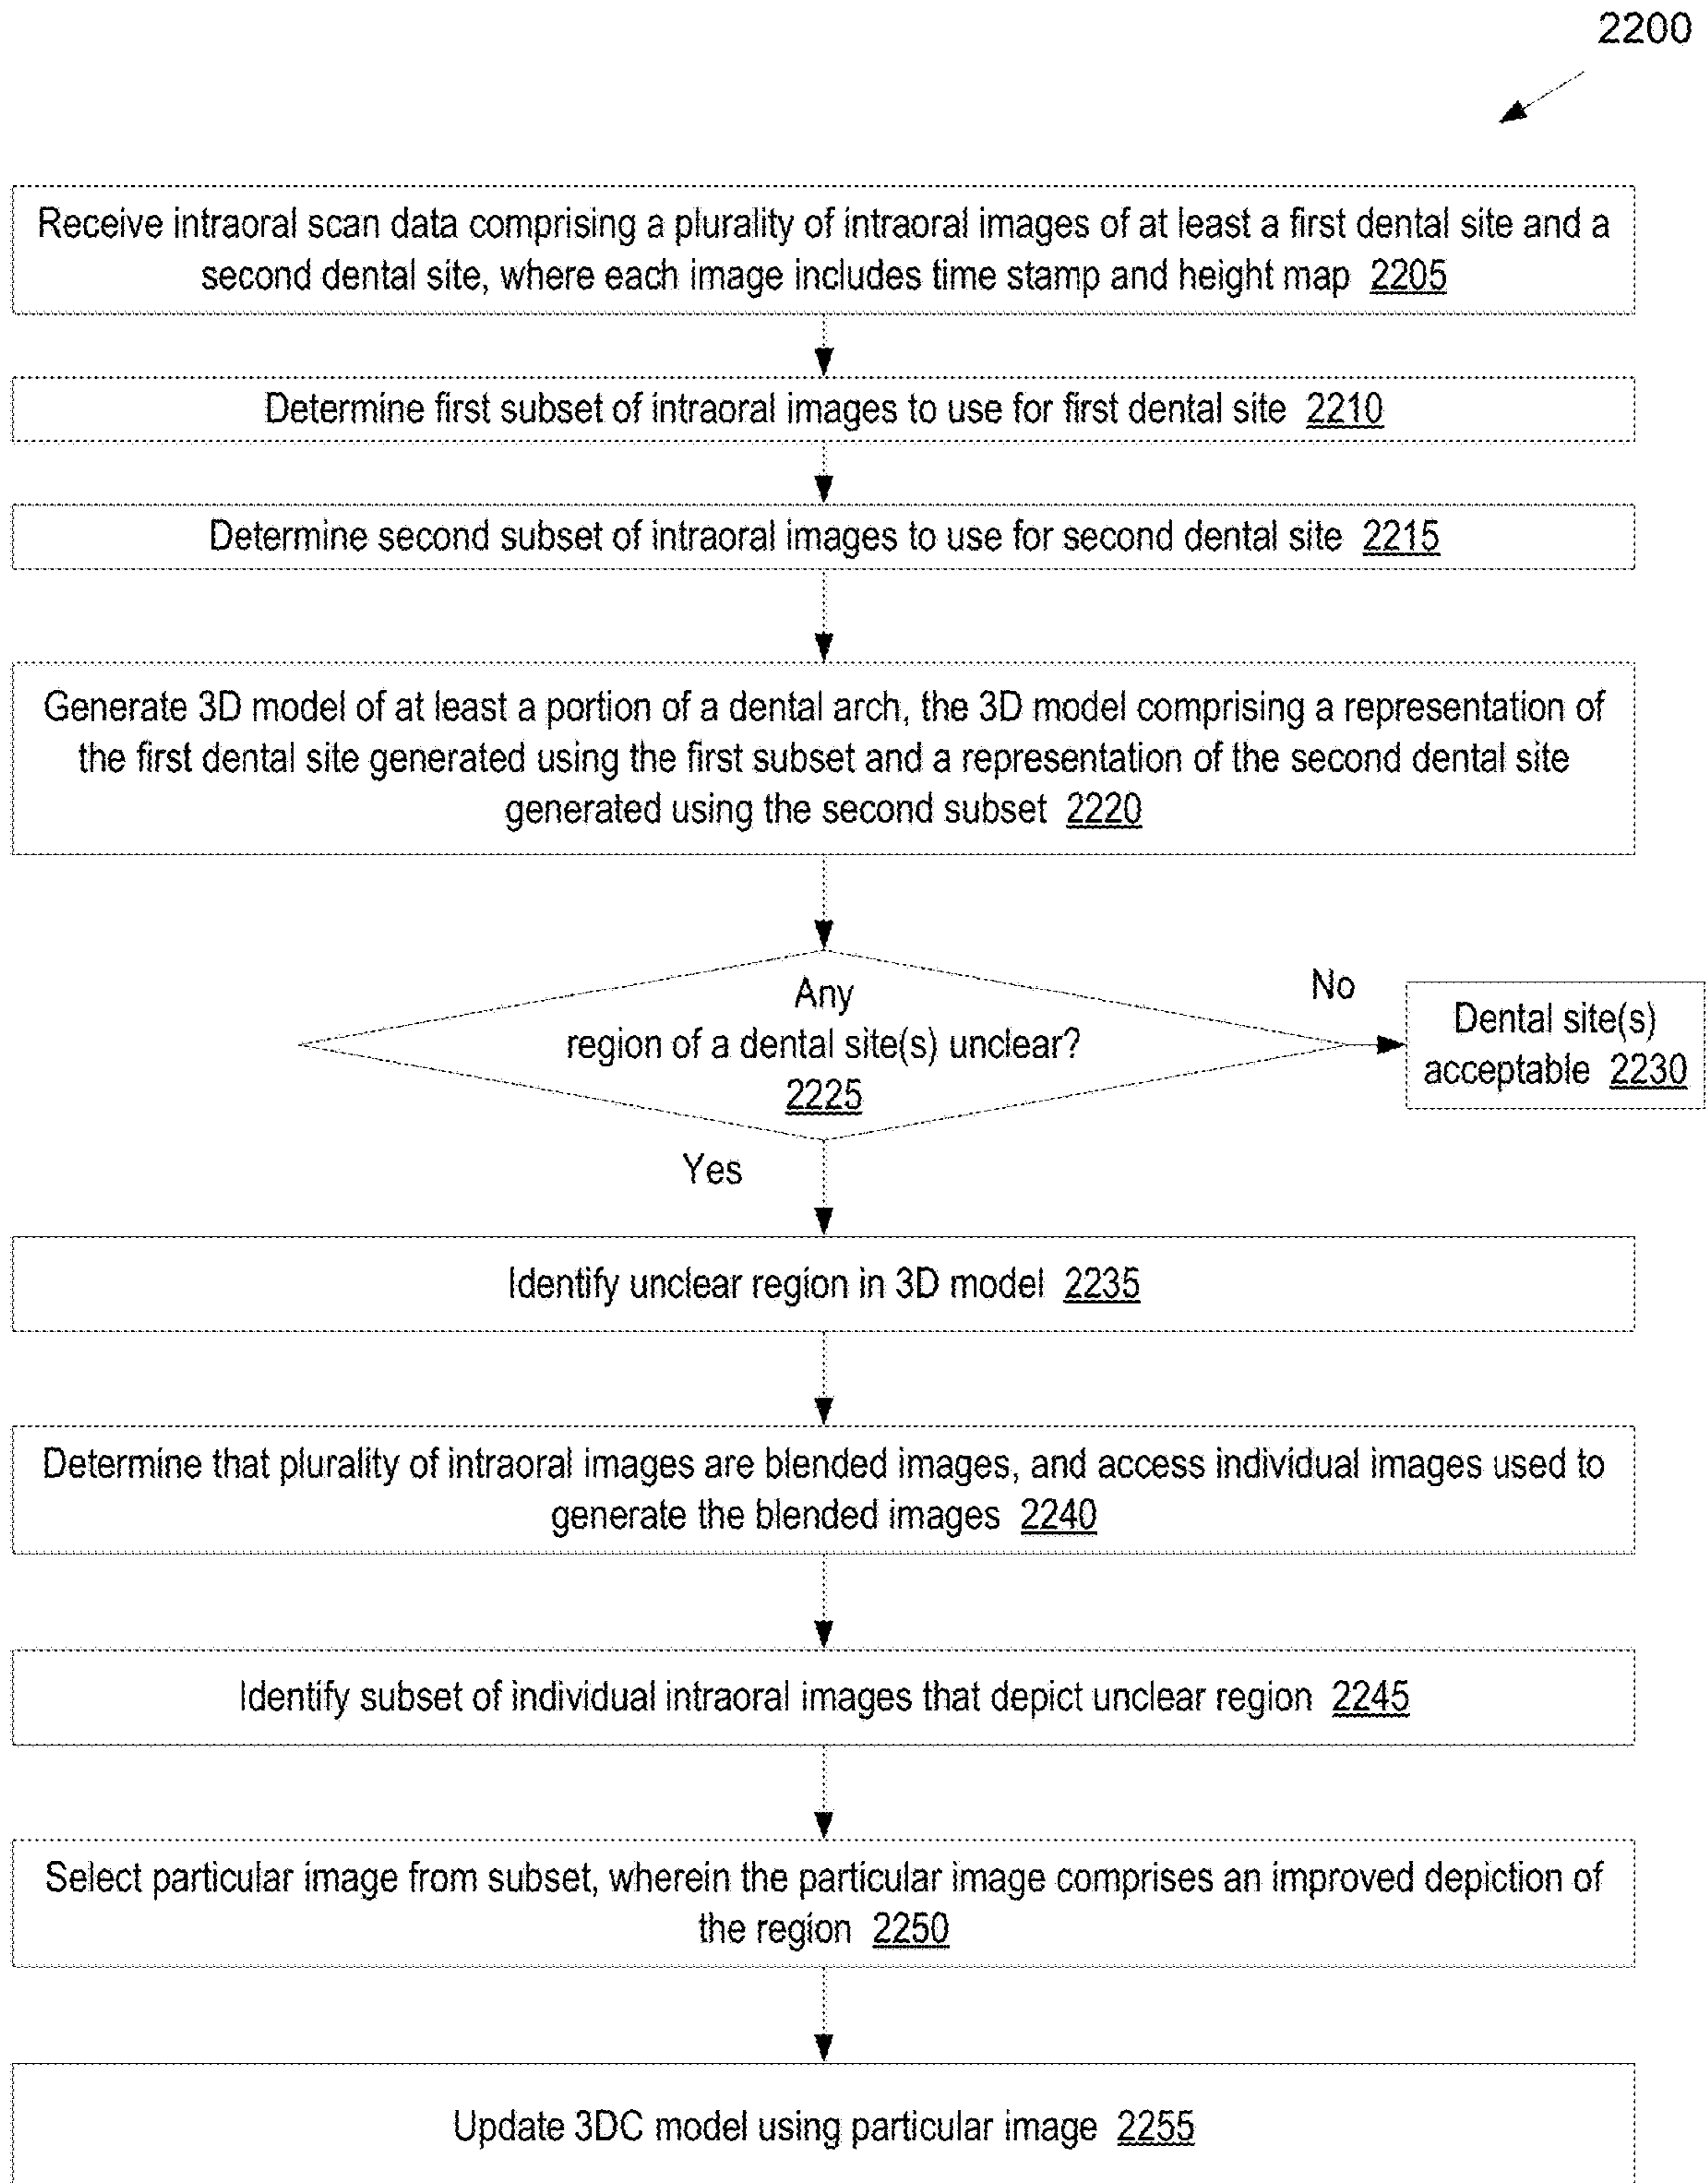 2200
Receive intraoral scan data comprising a plurality of intraoral images of at least a first dental site and a
second dental site, where each image includes time stamp and height map 2205
Determine first subset of intraoral images to use for first dental site 2210
Determine second subset of intraoral images to use for second dental site 2215
Generate 3D model of at least a portion of a dental arch, the 3D model comprising a representation of
the first dental site generated using the first subset and a representation of the second dental site
generated using the second subset 2220
Any
region of a dental site(s) unclear?
2225
No
Dental site(s)
acceptable 2230
Yes
Identify unclear region in 3D model 2235
Determine that plurality of intraoral images are blended images, and access individual images used to
generate the blended images 2240
Identify subset of individual intraoral images that depict unclear region 2245
Select particular image from subset, wherein the particular image comprises an improved depiction of
the region 2250
Update 3DC model using particular image 2255